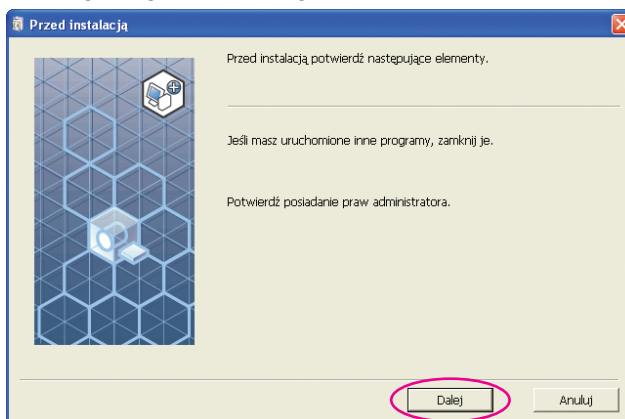 Przed instalacją
Przed instalacją potwierdź następujące elementy.
Jeśli masz uruchomione inne programy, zamknij je.
Potwierdź posiadanie praw administratora.
Dalej
Anuluj